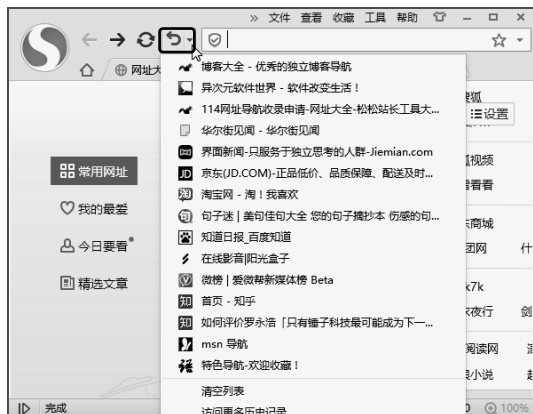 » 文件 查看 收藏 工具 帮助
网址大
博客大全 - 优秀的独立博客导航
异次元软件世界 - 软件改变生活！
114网址导航收录申请-网址大全-松松站长工具大...
华尔街见闻 - 华尔街见闻
界面新闻-只服务于独立思考的人群-Jiemian.com
京东(JD.COM)-正品低价、品质保障、配送及时...
淘宝网 - 淘！我喜欢
句子迷 | 美句佳句大全 您的句子摘抄本 伤感的句...
知道日报_百度知道
在线影音|阳光盒子
微榜 | 爱微帮新媒体榜 Beta
首页 - 知乎
如何评价罗永浩「只有锤子科技最可能成为下一...
msn 导航
特色导航-欢迎收藏！
清空列表
访问更多历史记录
常用网址
我的最爱
今日要看
精选文章
狐
设置
视频
看看
商城
团网
什
k7k
夜行
剑
阅读网
小说
完成
100%